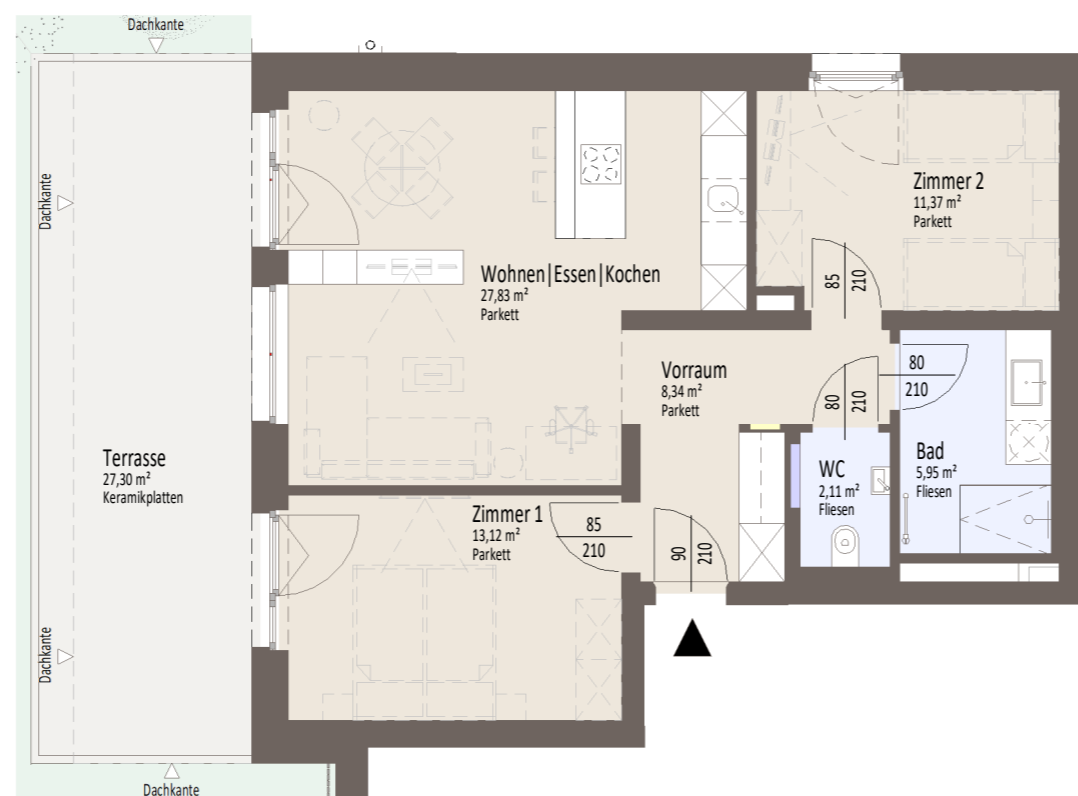 Dachkante
Dachkante
Zimmer 2
11,37 m²
Parkett
Wohnen|Essen|Kochen
27,83 m²
Parkett
85
210
Vorraum
8,34 m²
Parkett
80
210
80
210
Terrasse
27,30 m²
Keramikplatten
Bad
5,95 m²
Fliesen
WC
2,11 m²
Fliesen
Zimmer 1
13,12 m²
Parkett
85
210
90
210
Dachkante
Dachkante